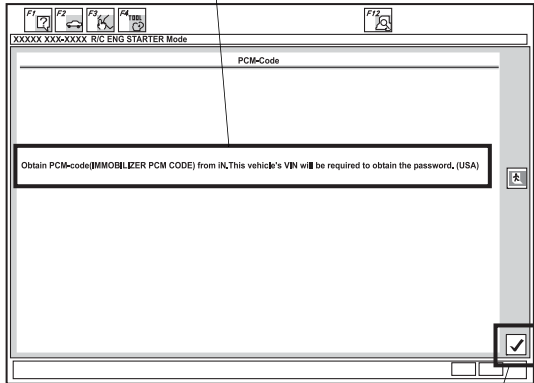 F1 F2 F3 F4 TOOL F12
XXXXX XXX-XXXX R/C ENG STARTER Mode
PCM-Code
Obtain PCM-code(IMMOBILIZER PCM CODE) from iN.This vehicle's VIN will be required to obtain the password. (USA)